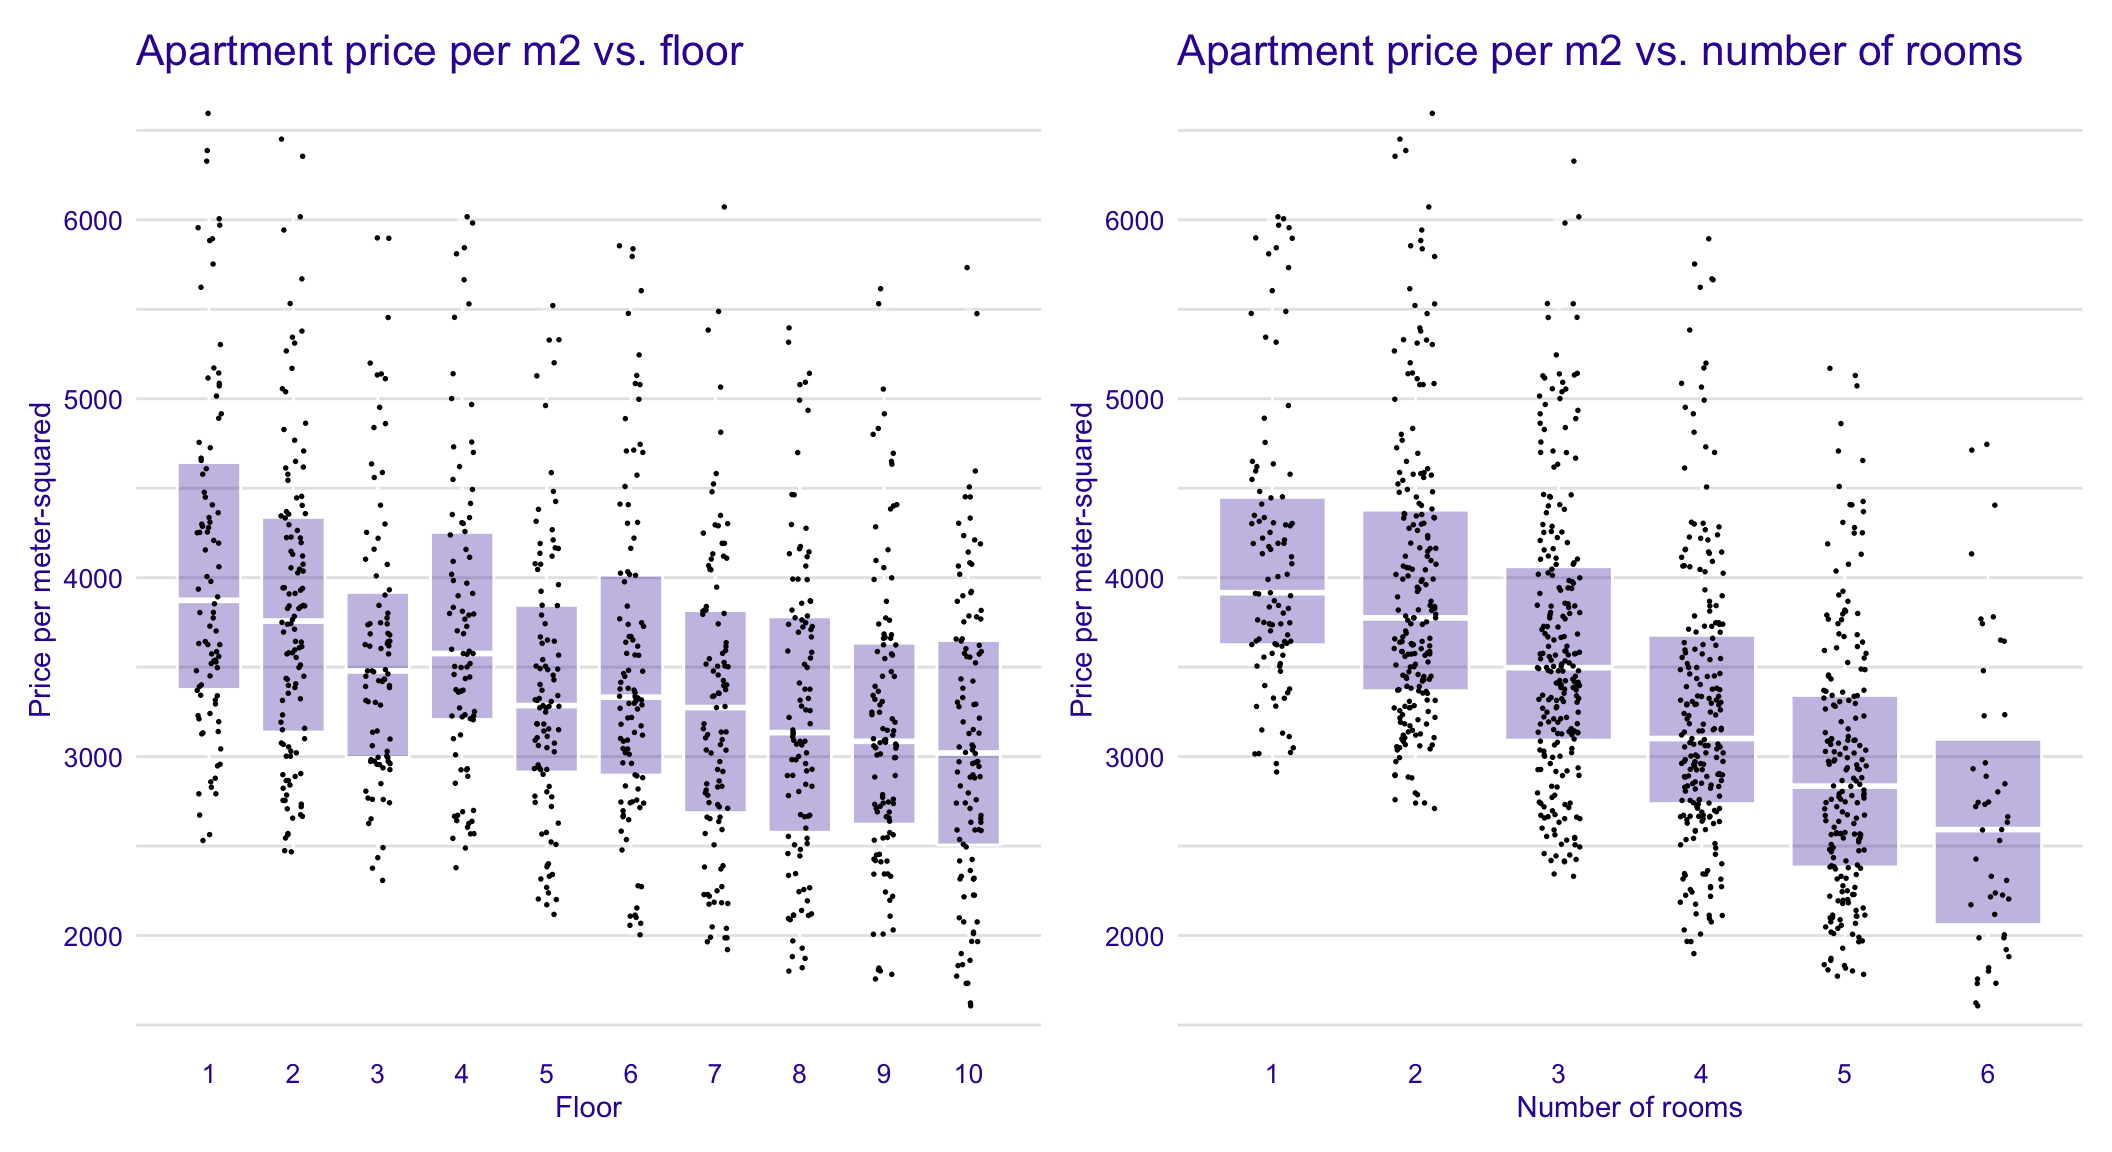 Apartment price per m2 vs. floor
Price per meter-squared
6000
5000
4000
3000
2000
1 2 3 4 5 6 7 8 9 10
Floor
Apartment price per m2 vs. number of rooms
Price per meter-squared
6000
5000
4000
3000
2000
1 2 3 4 5 6
Number of rooms